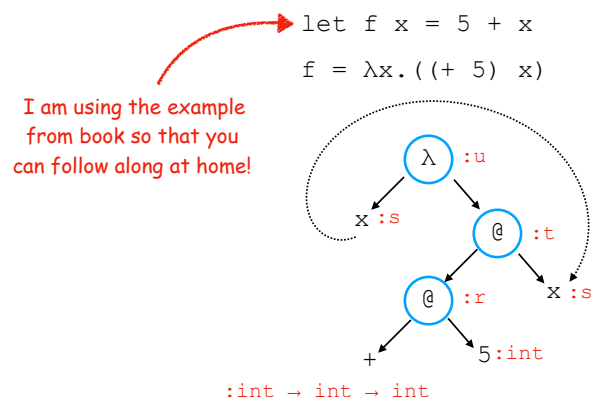 let f x = 5 + x
f = λx.((+ 5) x)
I am using the example
from book so that you
can follow along at home!
λ :u
x :s
@ :t
@ :r
x :s
+
5:int
:int → int → int